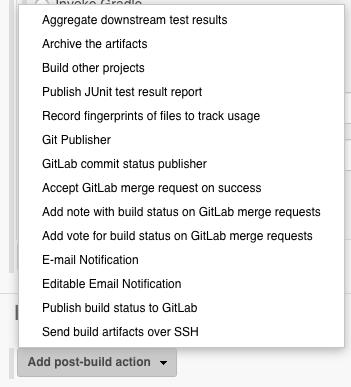 Invoke Gradle
Aggregate downstream test results
Archive the artifacts
Build other projects
Publish JUnit test result report
Record fingerprints of files to track usage
Git Publisher
GitLab commit status publisher
Accept GitLab merge request on success
Add note with build status on GitLab merge requests
Add vote for build status on GitLab merge requests
E-mail Notification
Editable Email Notification
Publish build status to GitLab
Send build artifacts over SSH
Add post-build action